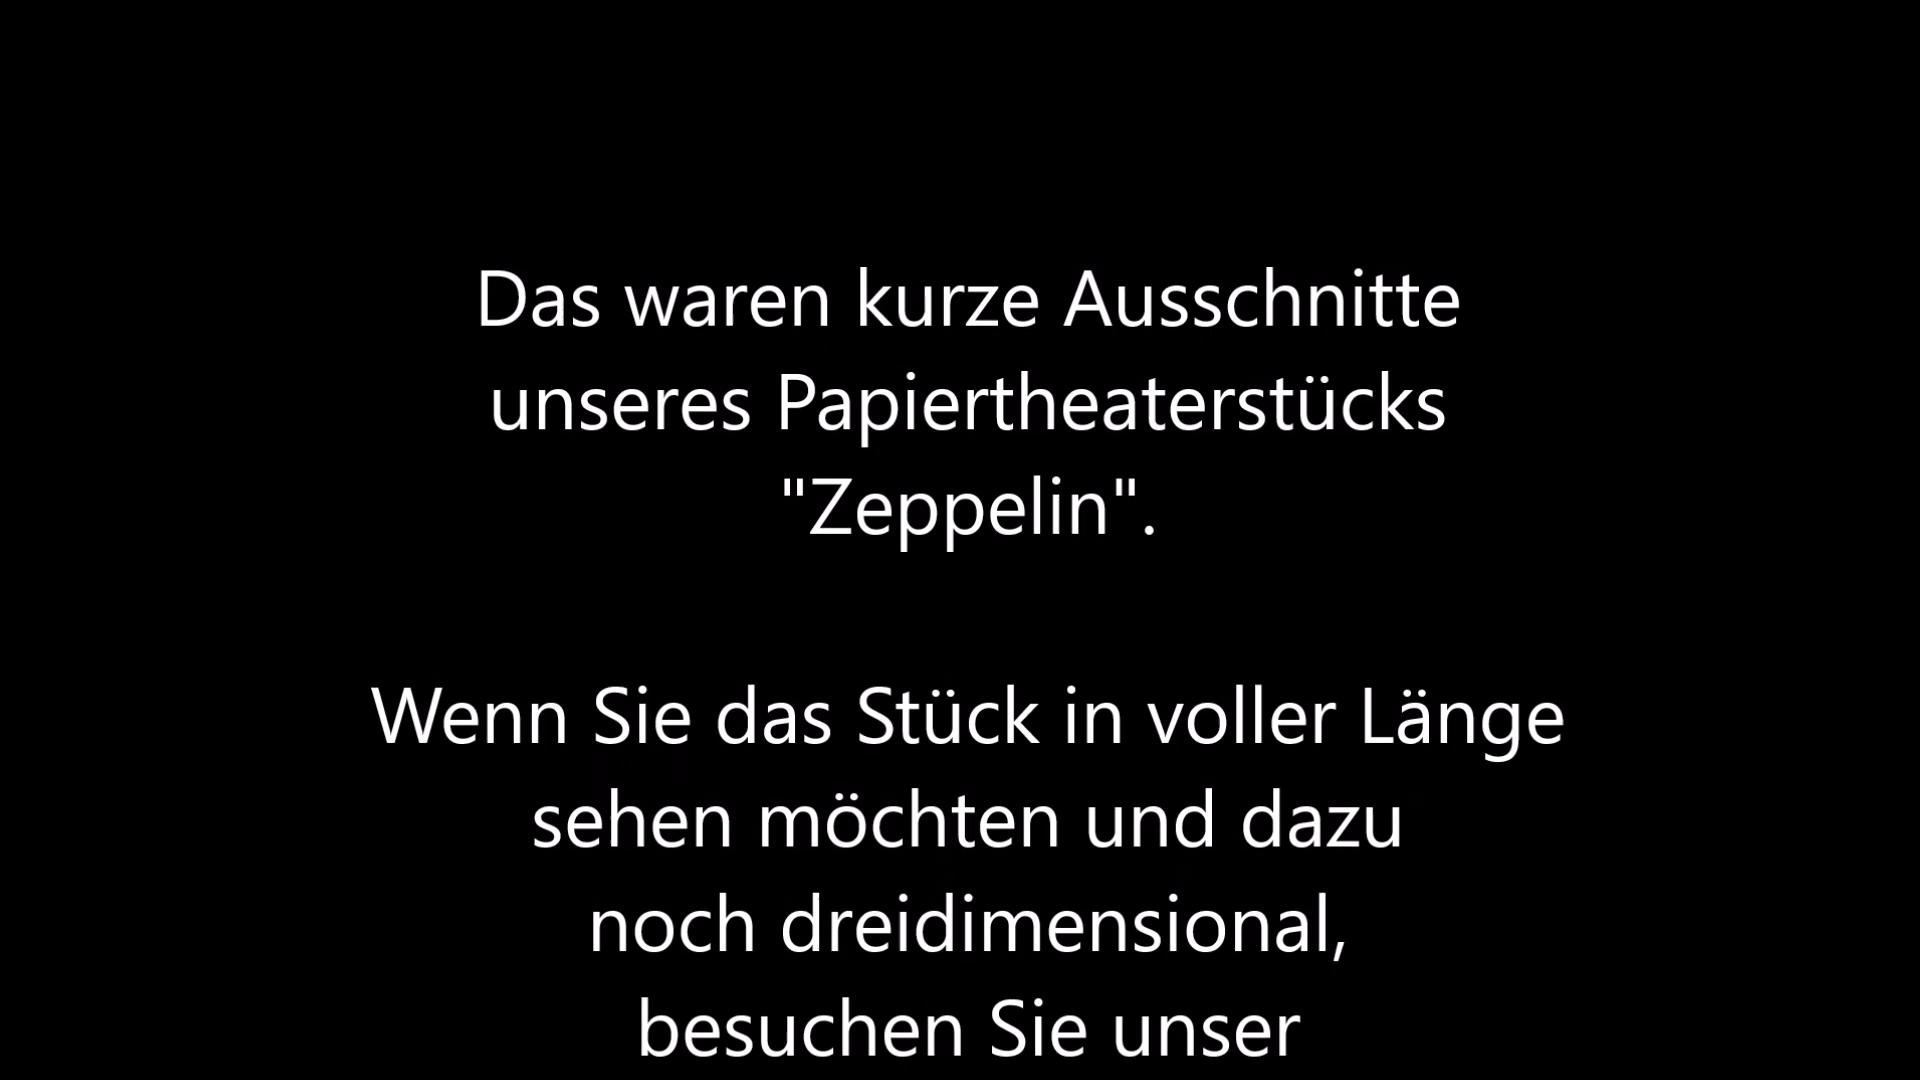 Das waren kurze Ausschnitte
unseres Papiertheaterstücks
"Zeppelin".
Wenn Sie das Stück in voller Länge
sehen möchten und dazu
noch dreidimensional,
besuchen Sie unser